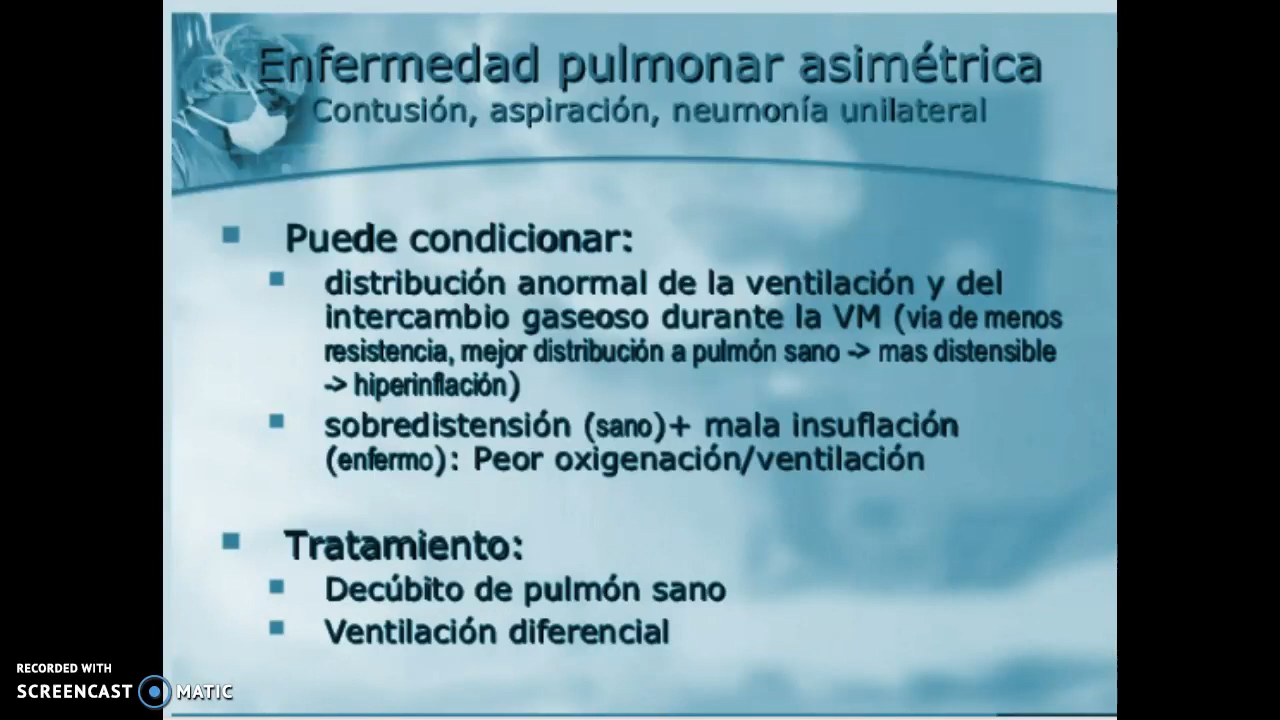 Enfermedad pulmonar asimétrica
Contusión, aspiración, neumonía unilateral
Puede condicionar:
distribución anormal de la ventilación y del
intercambio gaseoso durante la VM (via de menos
resistencia, mejor distribución a pulmón sano -> mas distensible
-> hiperinflación)
sobredistensión (sano)+ mala insuflación
(enfermo): Peor oxigenación/ventilación
Tratamiento:
Decúbito de pulmón sano
Ventilación diferencial
RECORDED WITH
SCREENCAST MATIC